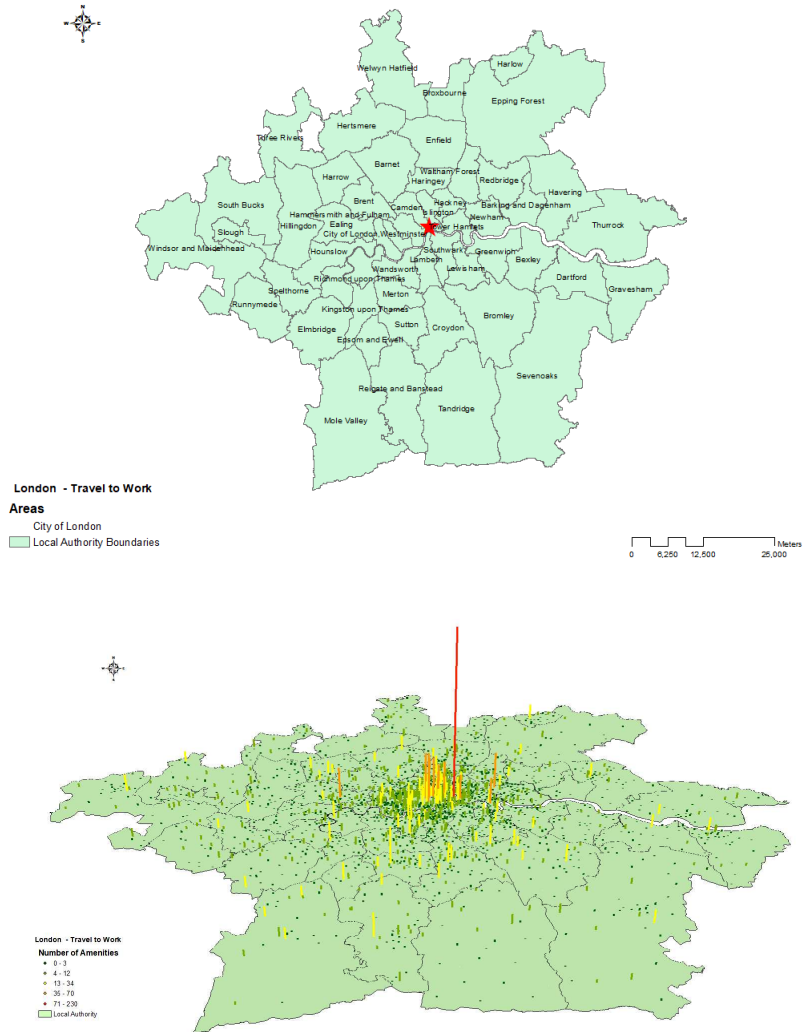 N
W E
S
Welwyn Hatfield
Harlow
Broxbourne
Epping Forest
Hertsmere
Three Rivers
Enfield
Barnet
Waltham Forest
Harrow
Haringey
Redbridge
Havering
Brent
Camden
Hackney
South Bucks
Islington
Barking and Dagenham
Hammersmith and Fulham
Newham
Hillingdon
Ealing
Thurrock
Slough
City of London
Westminster
Tower Hamlets
Windsor and Maidenhead
Hounslow
Southwark
Greenwich
Lambeth
Bexley
Wandsworth
Lewisham
Richmond upon Thames
Dartford
Spelthorne
Gravesham
Merton
Runnymede
Kingston upon Thames
Bromley
Elmbridge
Sutton
Croydon
Epsom and Ewell
Sevenoaks
Reigate and Banstead
Tandridge
Mole Valley
London - Travel to Work
Areas
City of London
Local Authority Boundaries
Meters
0 6,250 12,500 25,000
London - Travel to Work
Number of Amenities
0 - 3
4 - 12
13 - 34
35 - 70
71 - 230
Local Authority